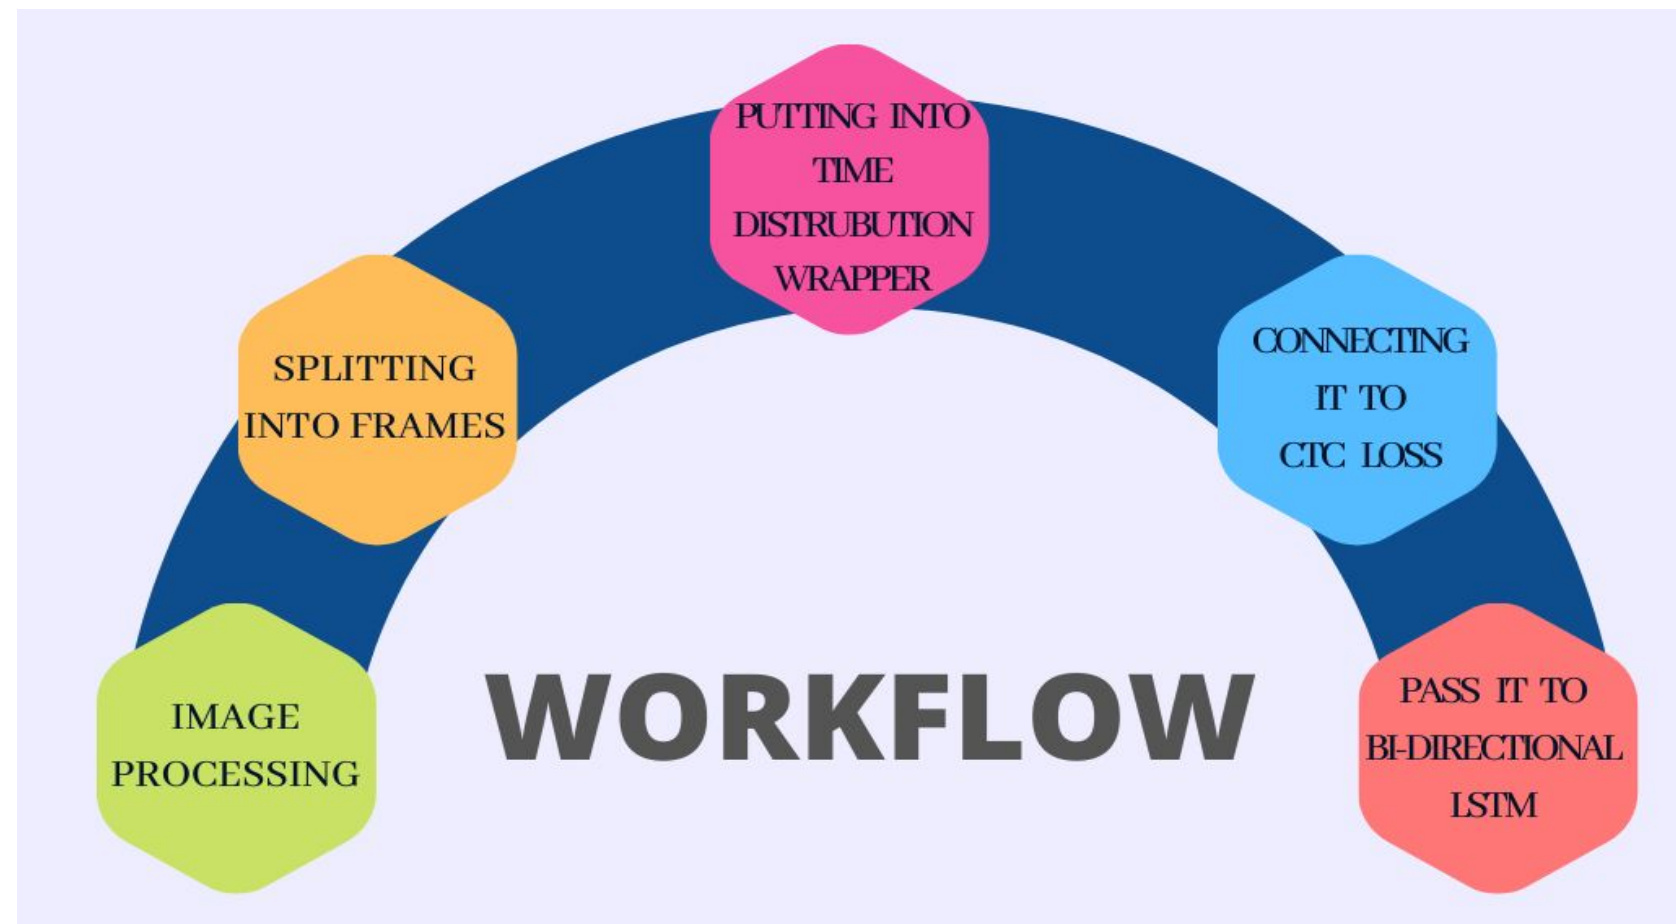 IMAGE
PROCESSING
SPLITTING
INTO FRAMES
PUTTING INTO
TIME
DISTRUBUTION
WRAPPER
CONNECTING
IT TO
CTC LOSS
PASS IT TO
BI-DIRECTIONAL
LSTM
WORKFLOW